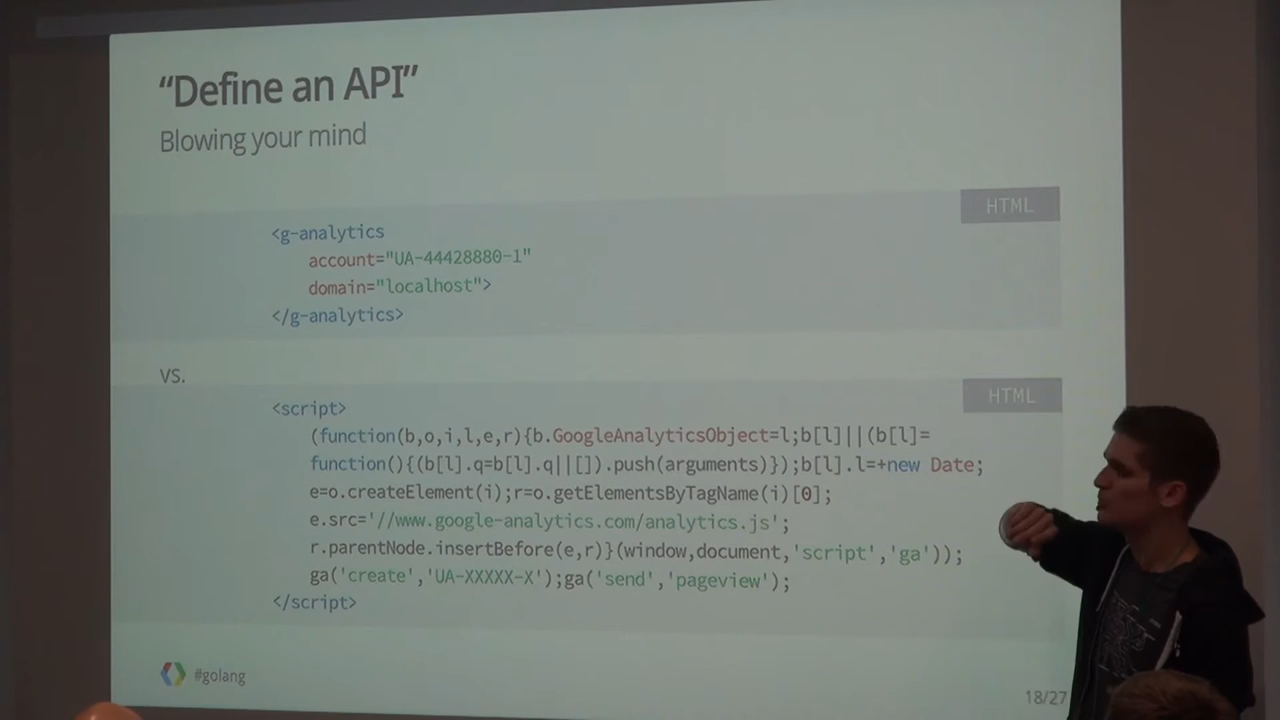 “Define an API”
Blowing your mind
HTML
<g-analytics
account="UA-44428880-1"
domain="localhost">
</g-analytics>
VS.
HTML
<script>
(function(b,o,i,l,e,r){b.GoogleAnalyticsObject=l;b[l]||(b[l]=
function(){(b[l].q=b[l].q||[]).push(arguments)});b[l].l=+new Date;
e=o.createElement(i);r=o.getElementsByTagName(i)[0];
e.src='//www.google-analytics.com/analytics.js';
r.parentNode.insertBefore(e,r)}(window,document,'script','ga'));
ga('create','UA-XXXXX-X');ga('send','pageview');
</script>
#golang
18/27